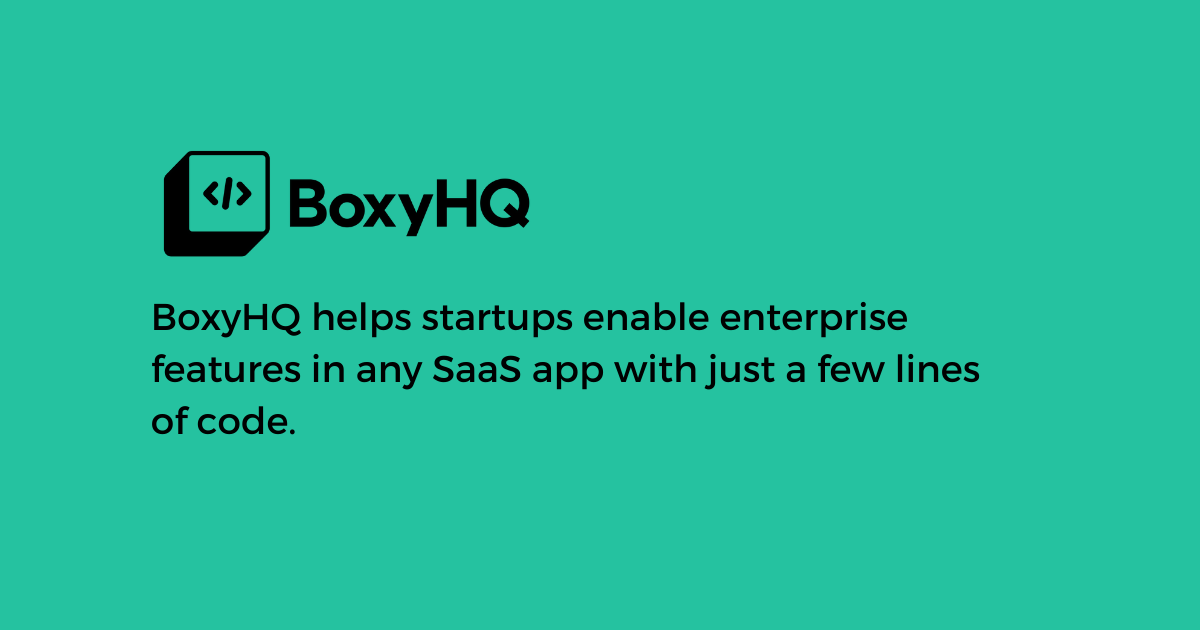 </> BoxyHQ
BoxyHQ helps startups enable enterprise
features in any SaaS app with just a few lines
of code.